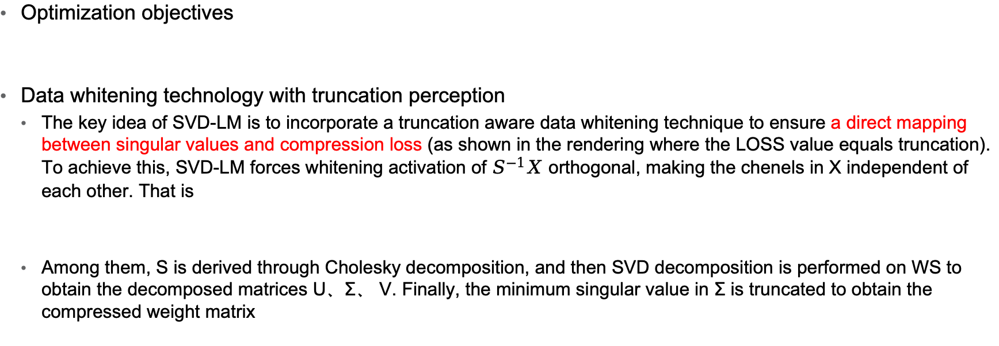 • Optimization objectives
• Data whitening technology with truncation perception
• The key idea of SVD-LM is to incorporate a truncation aware data whitening technique to ensure a direct mapping
between singular values and compression loss (as shown in the rendering where the LOSS value equals truncation).
To achieve this, SVD-LM forces whitening activation of S⁻¹X orthogonal, making the chenels in X independent of
each other. That is
• Among them, S is derived through Cholesky decomposition, and then SVD decomposition is performed on WS to
obtain the decomposed matrices U、Σ、 V. Finally, the minimum singular value in Σ is truncated to obtain the
compressed weight matrix